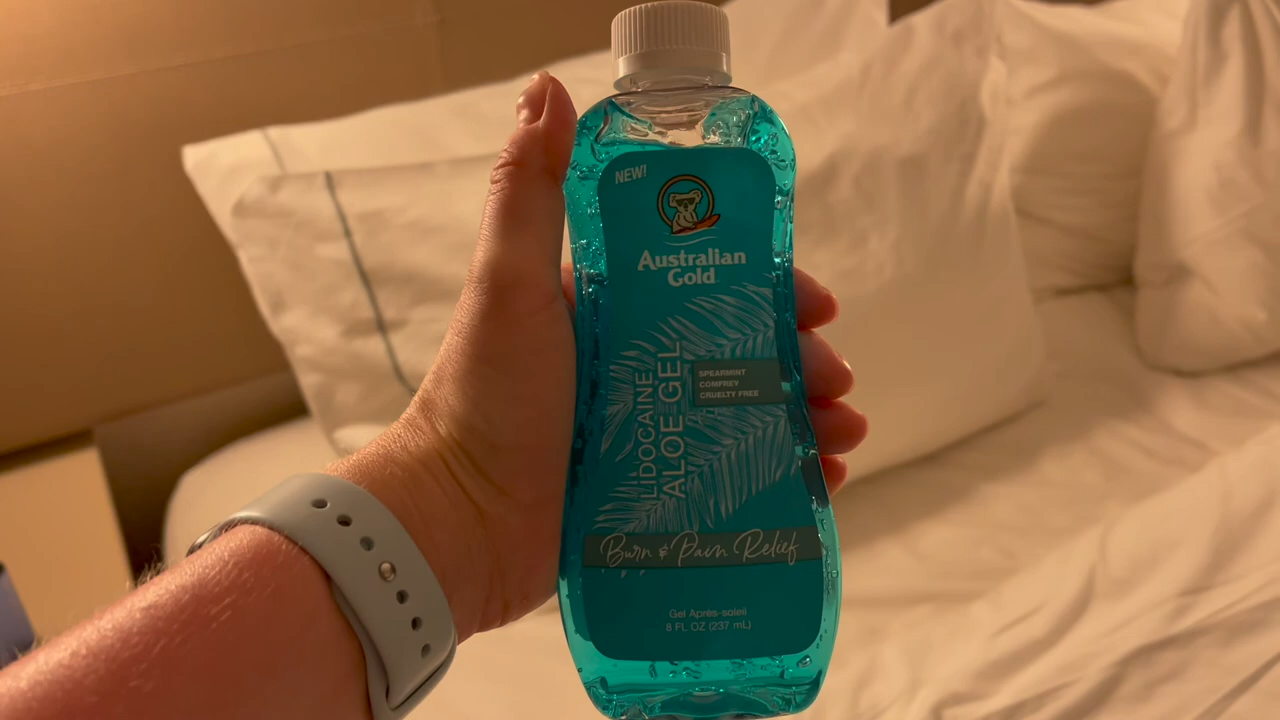 NEW!
Australian
Gold
LIDOCAINE
ALOE GEL
SPEARMINT
COMFREY
CRUELTY FREE
Burn & Pain Relief
Gel Après-soleil
8 FL OZ (237 mL)